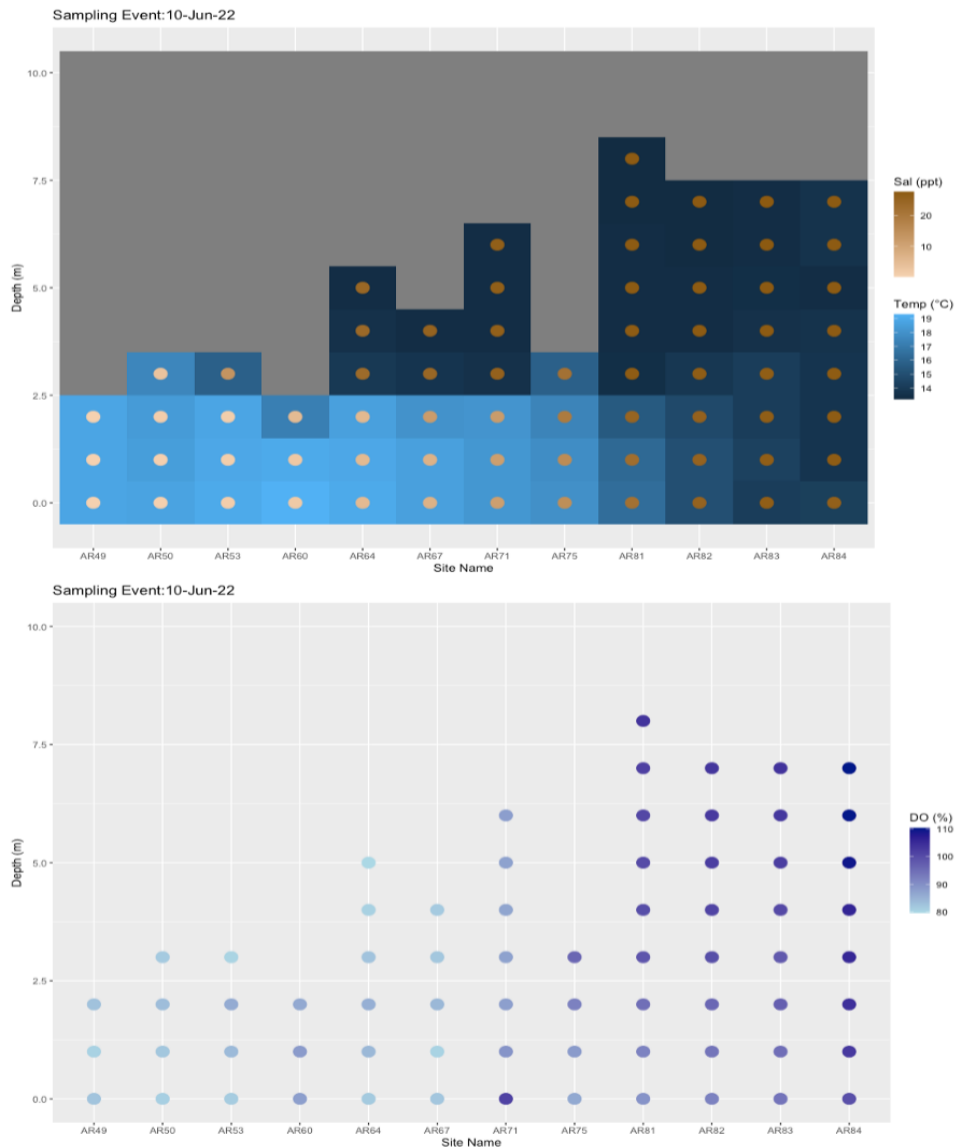 Sampling Event:10-Jun-22
10.0
7.5
5.0
2.5
0.0
Depth (m)
AR49 AR50 AR53 AR60 AR64 AR67 AR71 AR75 AR81 AR82 AR83 AR84
Site Name
Sal (ppt)
20
10
Temp (°C)
19
18
17
16
15
14
Sampling Event:10-Jun-22
10.0
7.5
5.0
2.5
0.0
Depth (m)
AR49 AR50 AR53 AR60 AR64 AR67 AR71 AR75 AR81 AR82 AR83 AR84
Site Name
DO (%)
110
100
90
80